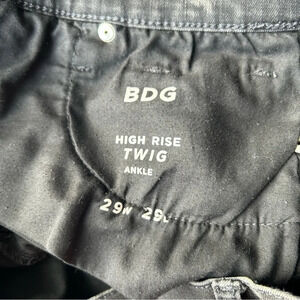 BDG
HIGH RISE
TWIG
ANKLE
29W 29L